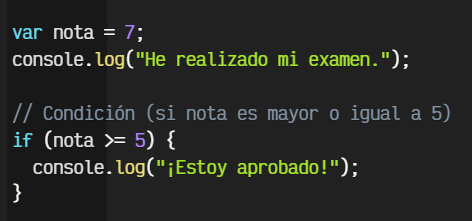 var nota = 7;
console.log("He realizado mi examen.");
// Condición (si nota es mayor o igual a 5)
if (nota >= 5) {
  console.log("¡Estoy aprobado!");
}